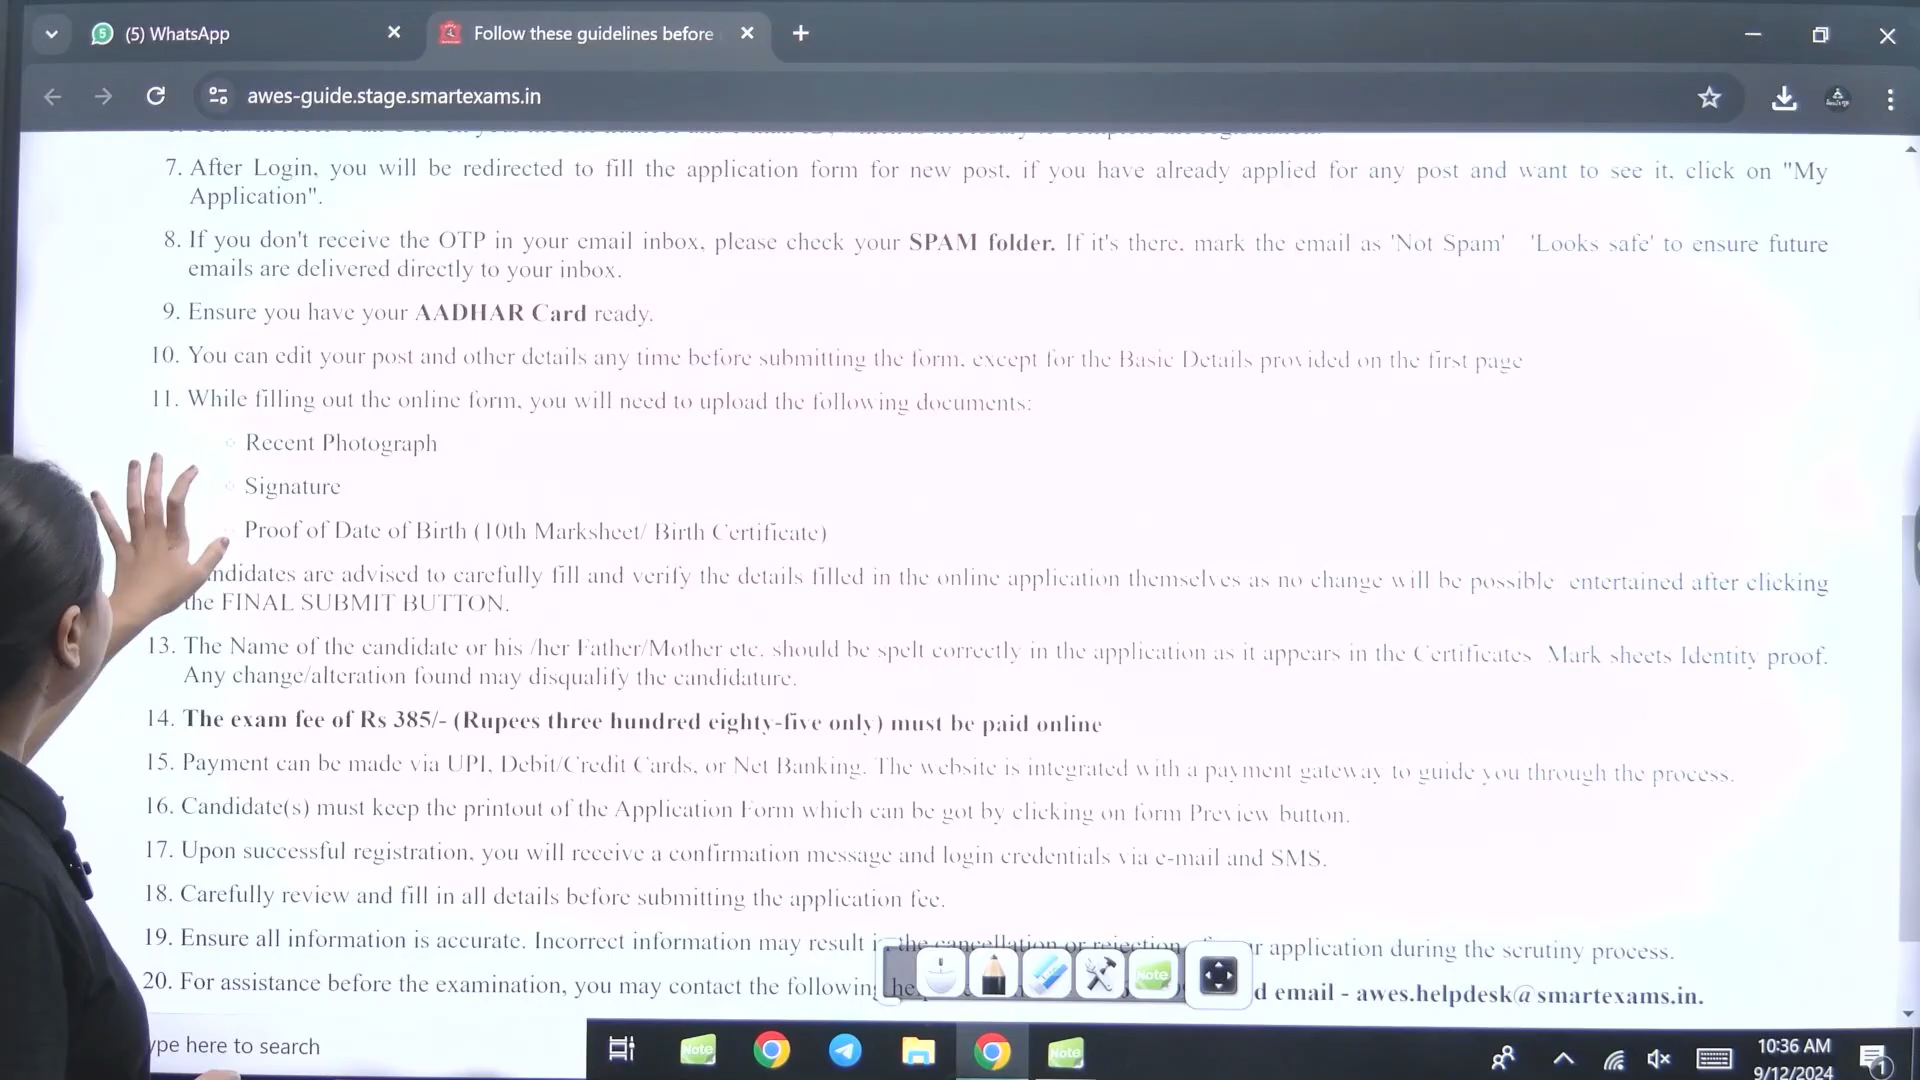 (5) WhatsApp
Follow these guidelines before
awes-guide.stage.smartexams.in
7. After Login, you will be redirected to fill the application form for new post, if you have already applied for any post and want to see it, click on "My
Application".
8. If you don't receive the OTP in your email inbox, please check your SPAM folder. If it's there, mark the email as 'Not Spam' 'Looks safe' to ensure future
emails are delivered directly to your inbox.
9. Ensure you have your AADHAR Card ready.
10. You can edit your post and other details any time before submitting the form, except for the Basic Details provided on the first page
11. While filling out the online form, you will need to upload the following documents:
Recent Photograph
Signature
Proof of Date of Birth (10th Marksheet/ Birth Certificate)
ndidates are advised to carefully fill and verify the details filled in the online application themselves as no change will be possible entertained after clicking
the FINAL SUBMIT BUTTON.
13. The Name of the candidate or his /her Father/Mother etc. should be spelt correctly in the application as it appears in the Certificates Mark sheets Identity proof.
Any change/alteration found may disqualify the candidature.
14. The exam fee of Rs 385/- (Rupees three hundred eighty-five only) must be paid online
15. Payment can be made via UPI, Debit/Credit Cards, or Net Banking. The website is integrated with a payment gateway to guide you through the process.
16. Candidate(s) must keep the printout of the Application Form which can be got by clicking on form Preview button.
17. Upon successful registration, you will receive a confirmation message and login credentials via e-mail and SMS.
18. Carefully review and fill in all details before submitting the application fee.
19. Ensure all information is accurate. Incorrect information may result the cancellation or rejection r application during the scrutiny process.
20. For assistance before the examination, you may contact the following he d email - awes.helpdesk@smartexams.in.
Note
ype here to search
Note
Note
10:36 AM
9/12/2024
1